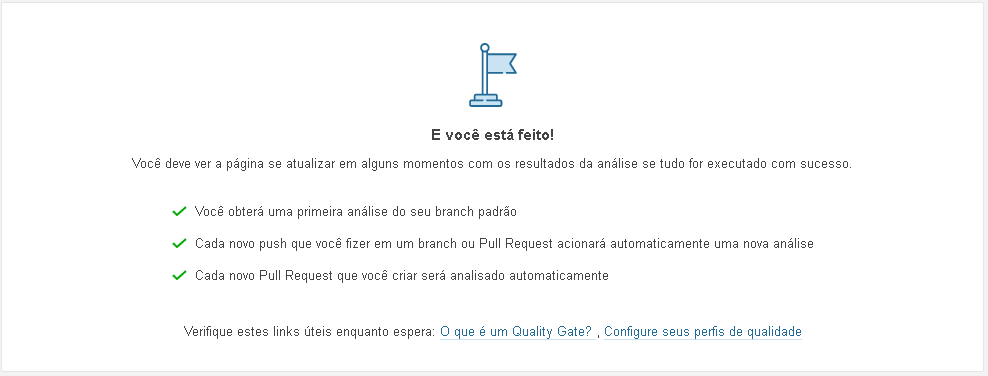 E você está feito!
Você deve ver a página se atualizar em alguns momentos com os resultados da análise se tudo for executado com sucesso.
Você obterá uma primeira análise do seu branch padrão
Cada novo push que você fizer em um branch ou Pull Request acionará automaticamente uma nova análise
Cada novo Pull Request que você criar será analisado automaticamente
Verifique estes links úteis enquanto espera: O que é um Quality Gate? , Configure seus perfis de qualidade